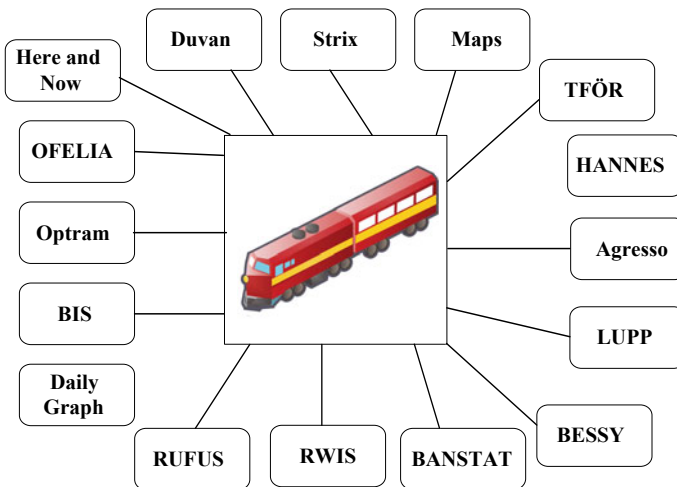 Duvan
Strix
Maps
Here and
Now
TFÖR
OFELIA
HANNES
Optram
Agresso
BIS
LUPP
Daily
Graph
BESSY
RUFUS
RWIS
BANSTAT